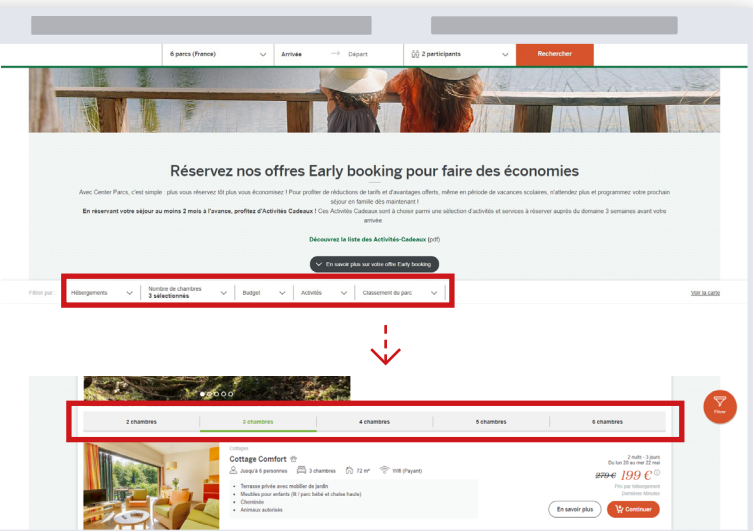 6 parcs (France) Arrivée Départ 2 participants Rechercher
Réservez nos offres Early booking pour faire des économies
Avec Center Parcs, c'est simple : plus vous réservez tôt plus vous économisez ! Pour profiter de réductions de tarifs et d'avantages offerts, même en période de vacances scolaires, n'attendez plus et programmez votre prochain
séjour en famille dès maintenant !
En réservant votre séjour au moins 2 mois à l'avance, profitez d'Activités Cadeaux ! Ces Activités Cadeaux sont à choisir parmi une sélection d'activités et services à réserver auprès du domaine 3 semaines avant votre
arrivée.
Découvrez la liste des Activités-Cadeaux (pdf)
En savoir plus sur votre offre Early booking
Filtrer par : Hébergements Nombre de chambres Budget Activités Classement du parc Voir la carte
3 sélectionnés
Filtrer
2 chambres 3 chambres 4 chambres 5 chambres 6 chambres
Cottages
Cottage Comfort
Jusqu'à 6 personnes 3 chambres 72 m² Wifi (Payant)
Terrasse privée avec mobilier de jardin
Meubles pour enfants (lit / parc bébé et chaise haute)
Cheminée
Animaux autorisés
2 nuits - 3 jours
Du lun 20 au mer 22 mai
279 € 199 €
Prix par hébergement
Dernières Minutes
En savoir plus Continuer